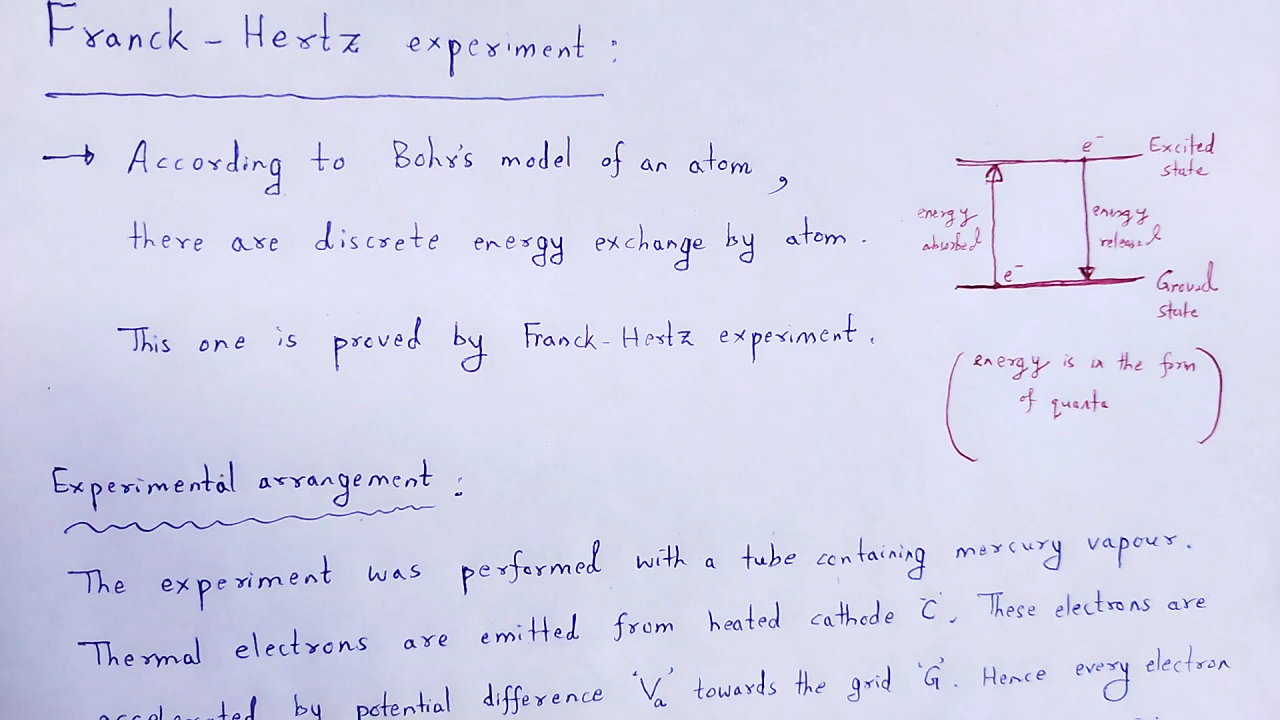 Franck - Hertz experiment :
→ According to Bohr's model of an atom ,
there are discrete energy exchange by atom .
This one is proved by Franck-Hertz experiment .
e⁻ Excited
state
energy
absorbed
energy
released
e⁻ Ground
state
(energy is in the form
of quanta)
Experimental arrangement :
The experiment was performed with a tube containing mercury vapour.
Thermal electrons are emitted from heated cathode 'C'. These electrons are
accelerated by potential difference 'Vₐ' towards the grid 'G'. Hence every electron